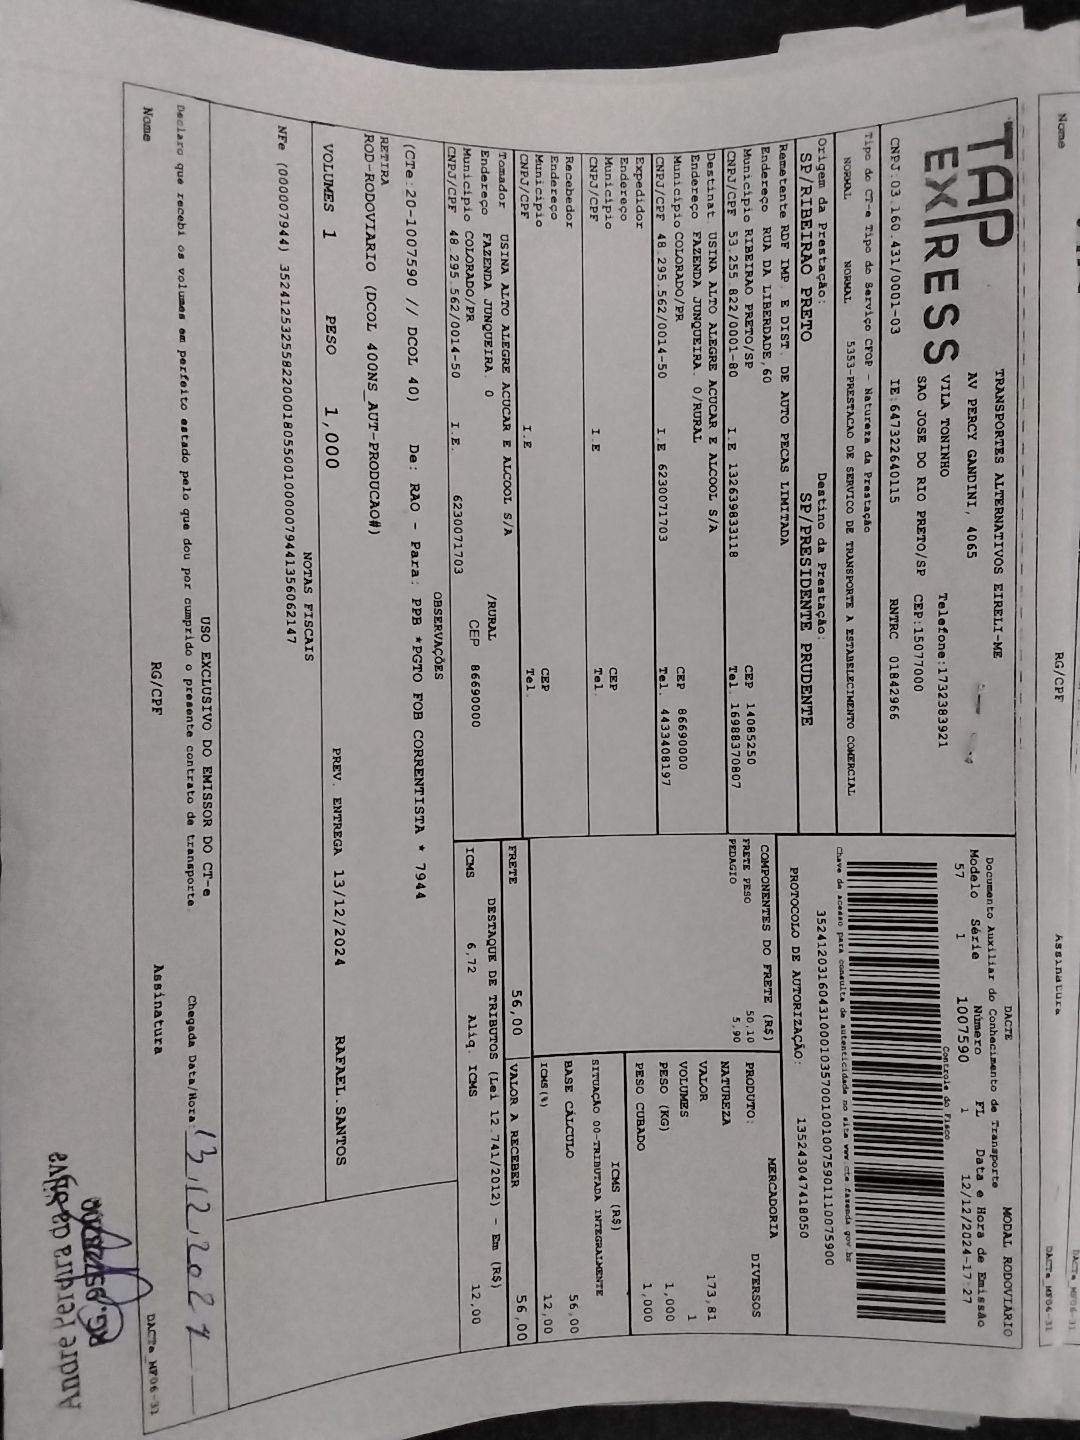 Nome RG/CPF Assinatura DACTe_MF06-31
TAP
EXPRESS
TRANSPORTES ALTERNATIVOS EIRELI-ME
AV PERCY GANDINI, 4065
VILA TONINHO Telefone:1732383921
SAO JOSE DO RIO PRETO/SP CEP:15077000
CNPJ:03.160.431/0001-03 IE:647322640115 RNTRC 01842966
DACTE MODAL RODOVIÁRIO
Documento Auxiliar do Conhecimento de Transporte
Modelo Série Número FL Data e Hora de Emissão
57 1 1007590 1 12/12/2024-17:27
Controle do Fisco
Tipo do CT-e Tipo do Serviço CFOP - Natureza da Prestação
NORMAL NORMAL 5353-PRESTACAO DE SERVICO DE TRANSPORTE A ESTABELECIMENTO COMERCIAL
Chave de acesso para consulta de autenticidade no site www.cte.fazenda.gov.br
35241203160431000103570010010075901110075900
Origem da Prestação: Destino da Prestação:
SP/RIBEIRAO PRETO SP/PRESIDENTE PRUDENTE
PROTOCOLO DE AUTORIZAÇÃO: 135243047418050
Remetente RDF IMP. E DIST. DE AUTO PECAS LIMITADA
Endereço RUA DA LIBERDADE,60
Município RIBEIRAO PRETO/SP CEP 14085250
CNPJ/CPF 53.255.822/0001-80 I.E 132639833118 Tel. 16988370807
Destinat USINA ALTO ALEGRE ACUCAR E ALCOOL S/A
Endereço FAZENDA JUNQUEIRA. 0/RURAL
Município COLORADO/PR CEP 86690000
CNPJ/CPF 48.295.562/0014-50 I.E 6230071703 Tel. 4433408197
Expedidor
Endereço
Município CEP
CNPJ/CPF I.E Tel.
Recebedor
Endereço
Município CEP
CNPJ/CPF I.E Tel.
Tomador USINA ALTO ALEGRE ACUCAR E ALCOOL S/A
Endereço FAZENDA JUNQUEIRA. 0 /RURAL
Município COLORADO/PR CEP 86690000
CNPJ/CPF 48.295.562/0014-50 I.E. 6230071703
COMPONENTES DO FRETE (R$)
FRETE PESO 50,10
PEDAGIO 5,90
MERCADORIA
PRODUTO: DIVERSOS
NATUREZA
VALOR 173,81
VOLUMES 1
PESO (KG) 1,000
PESO CUBADO 1,000
ICMS (R$)
SITUAÇÃO 00-TRIBUTADA INTEGRALMENTE
BASE CÁLCULO 56,00
ICMS(%) 12,00
FRETE 56,00 VALOR A RECEBER 56,00
DESTAQUE DE TRIBUTOS (Lei 12.741/2012) - Em (R$)
ICMS 6,72 Aliq. ICMS 12,00
OBSERVAÇÕES
(CTe:20-1007590 // DCOL 40) De: RAO - Para: PPB *PGTO FOB CORRENTISTA * 7944
RETIRA
ROD-RODOVIARIO (DCOL 400NS_AUT-PRODUCAO#)
VOLUMES 1 PESO 1,000 PREV. ENTREGA 13/12/2024 RAFAEL.SANTOS
NOTAS FISCAIS
NFe (000007944) 35241253255822000180550010000079441356062147
USO EXCLUSIVO DO EMISSOR DO CT-e
Declaro que recebi os volumes em perfeito estado pelo que dou por cumprido o presente contrato de transporte. Chegada Data/Hora: 13,12,2024
Nome RG/CPF Assinatura DACTe_MF06-31
Andre Pereira da Silva